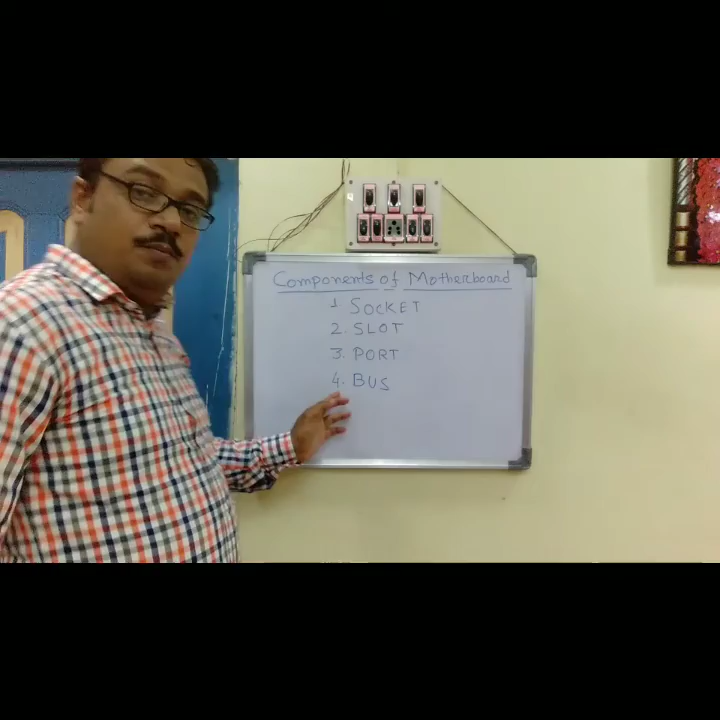 Components of Motherboard
1 SOCKET
2. SLOT
3. PORT
4. BUS